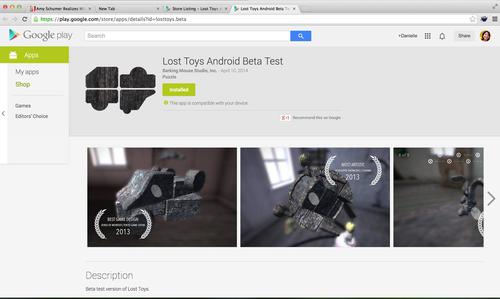 Amy Schumer Realizes W
New Tab
Store Listing - Lost Toys A
Lost Toys Android Beta Te
https://play.google.com/store/apps/details?id=losttoys.beta
Google play
Search
+Danielle
Share
Apps
My apps
Shop
Games
Editors' Choice
Lost Toys Android Beta Test
Barking Mouse Studio, Inc. - April 10, 2014
Puzzle
Installed
This app is compatible with your device.
+1
Recommend this on Google
BEST GAME DESIGN
2013
MOST ARTISTIC
2013
Description
Beta test version of Lost Toys